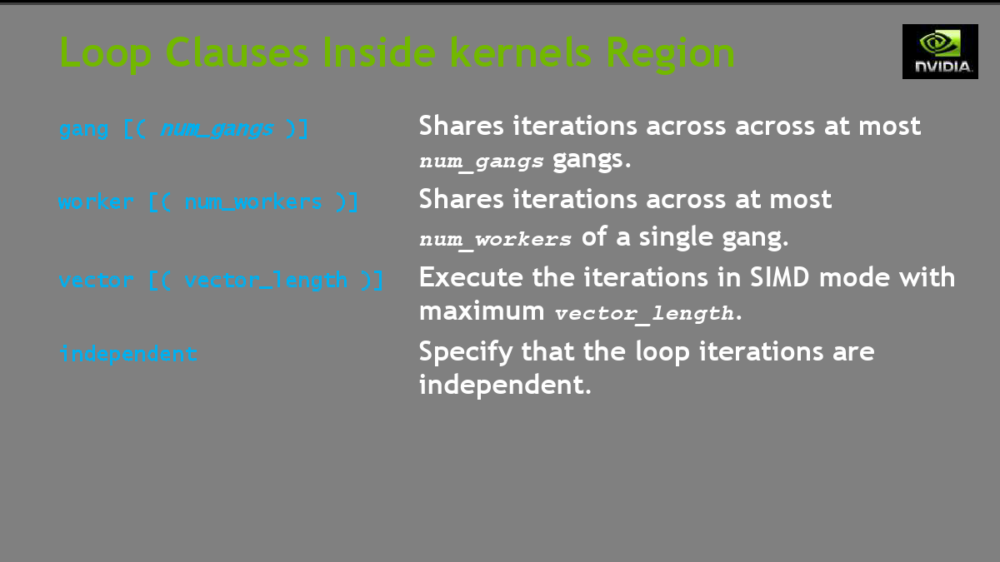 Loop Clauses Inside kernels Region
NVIDIA.
gang [( num_gangs )]
Shares iterations across across at most
num_gangs gangs.
worker [( num_workers )]
Shares iterations across at most
num_workers of a single gang.
vector [( vector_length )]
Execute the iterations in SIMD mode with
maximum vector_length.
independent
Specify that the loop iterations are
independent.